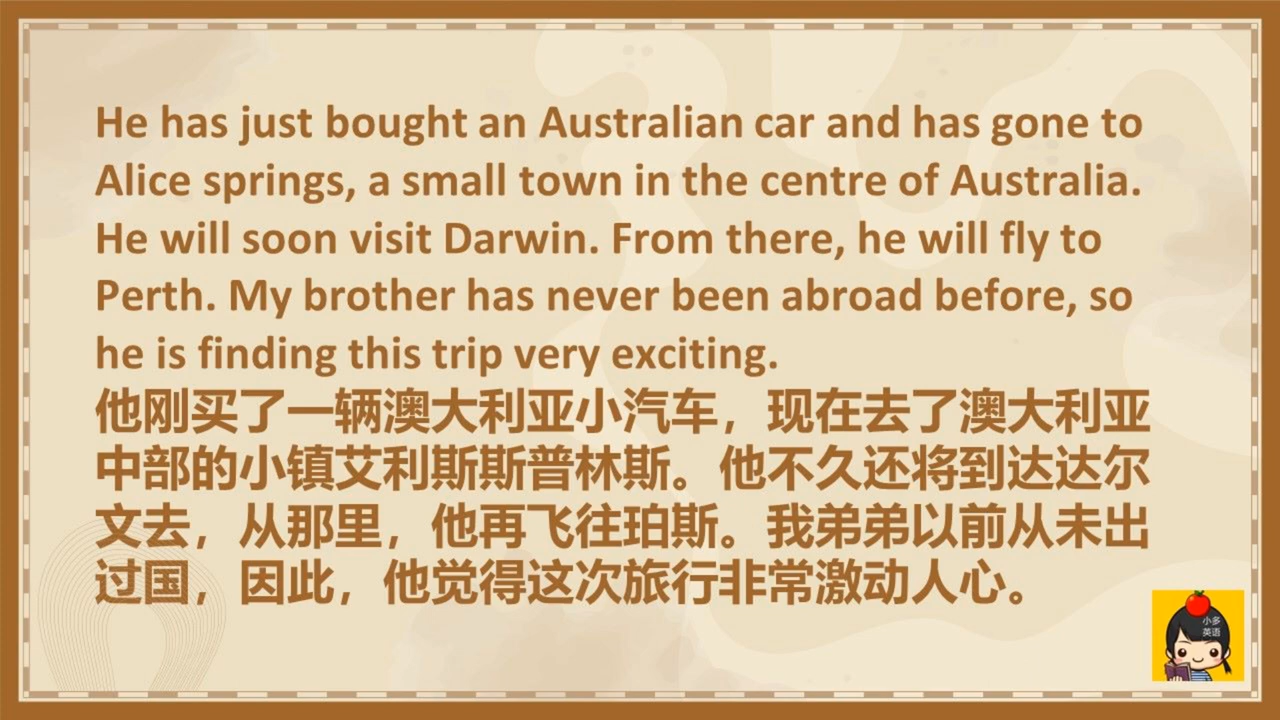 He has just bought an Australian car and has gone to
Alice springs, a small town in the centre of Australia.
He will soon visit Darwin. From there, he will fly to
Perth. My brother has never been abroad before, so
he is finding this trip very exciting.
他刚买了一辆澳大利亚小汽车，现在去了澳大利亚
中部的小镇艾利斯斯普林斯。他不久还将到达达尔
文去，从那里，他再飞往珀斯。我弟弟以前从未出
过国，因此，他觉得这次旅行非常激动人心。
小多
英语